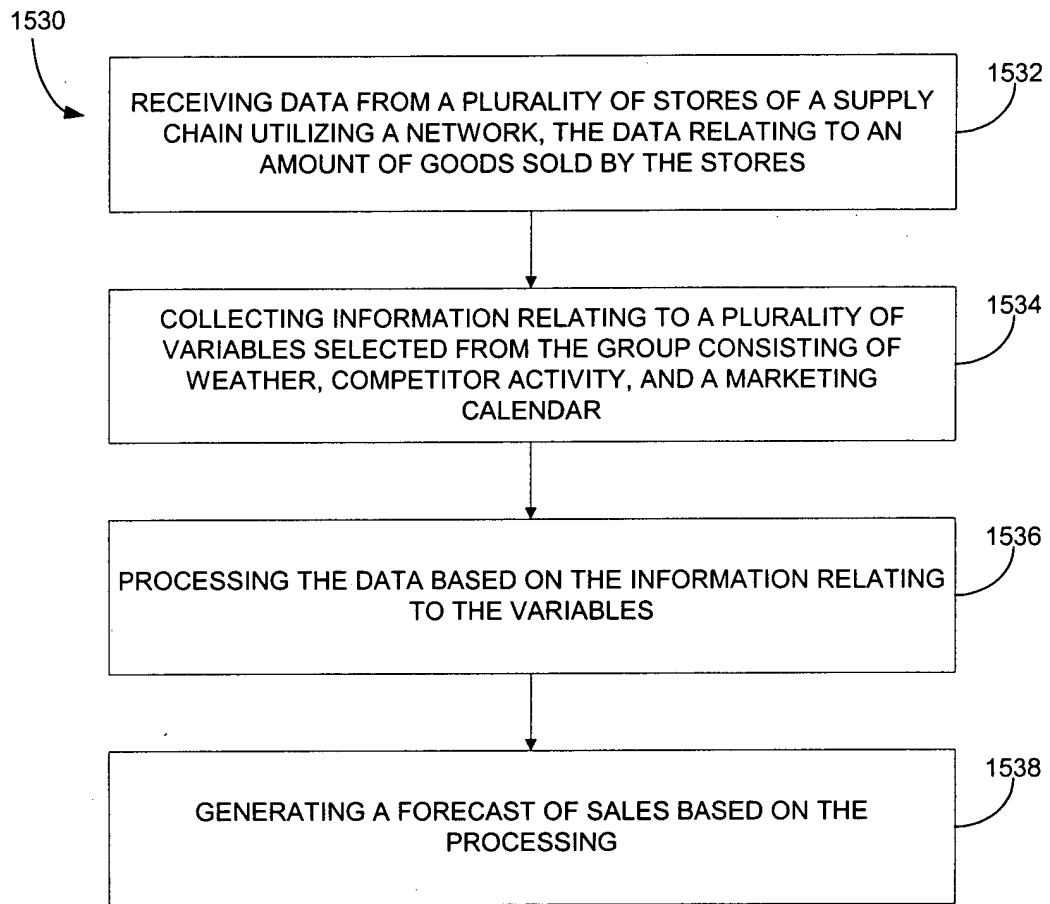 1530
1532
RECEIVING DATA FROM A PLURALITY OF STORES OF A SUPPLY
CHAIN UTILIZING A NETWORK, THE DATA RELATING TO AN
AMOUNT OF GOODS SOLD BY THE STORES
1534
COLLECTING INFORMATION RELATING TO A PLURALITY OF
VARIABLES SELECTED FROM THE GROUP CONSISTING OF
WEATHER, COMPETITOR ACTIVITY, AND A MARKETING
CALENDAR
1536
PROCESSING THE DATA BASED ON THE INFORMATION RELATING
TO THE VARIABLES
1538
GENERATING A FORECAST OF SALES BASED ON THE
PROCESSING